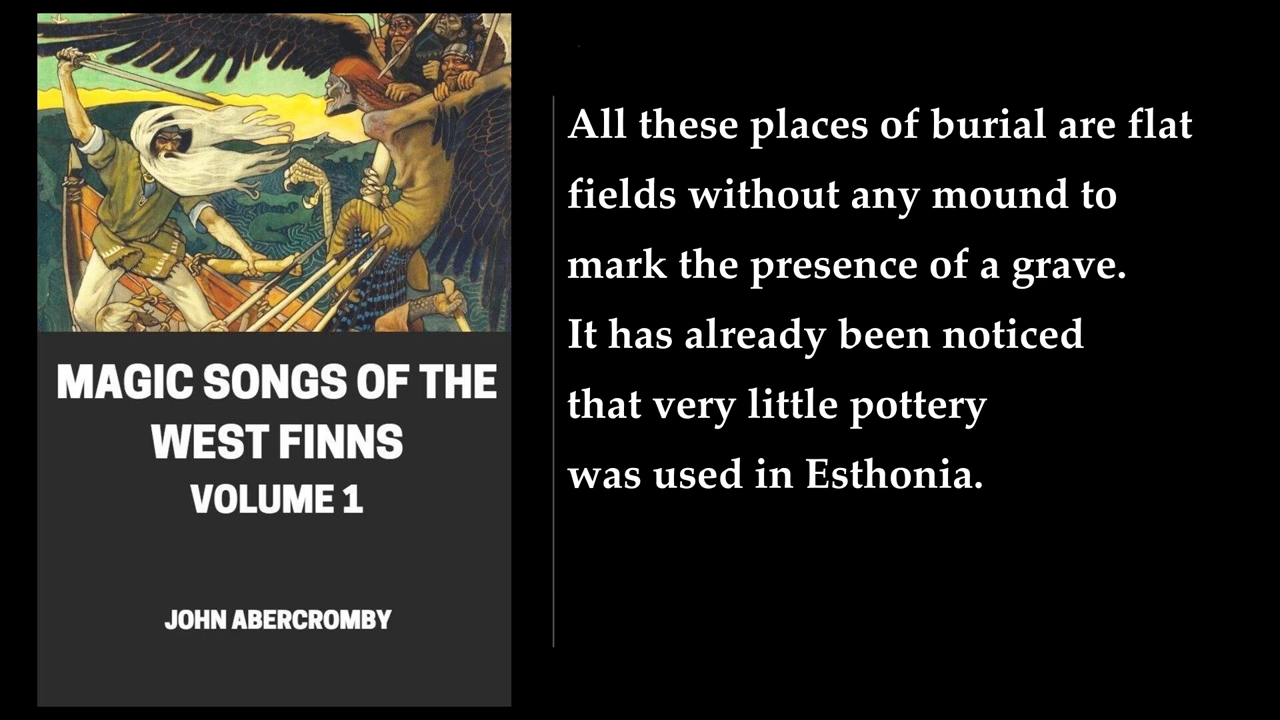 MAGIC SONGS OF THE
WEST FINNS
VOLUME 1
JOHN ABERCROMBY
All these places of burial are flat
fields without any mound to
mark the presence of a grave.
It has already been noticed
that very little pottery
was used in Esthonia.